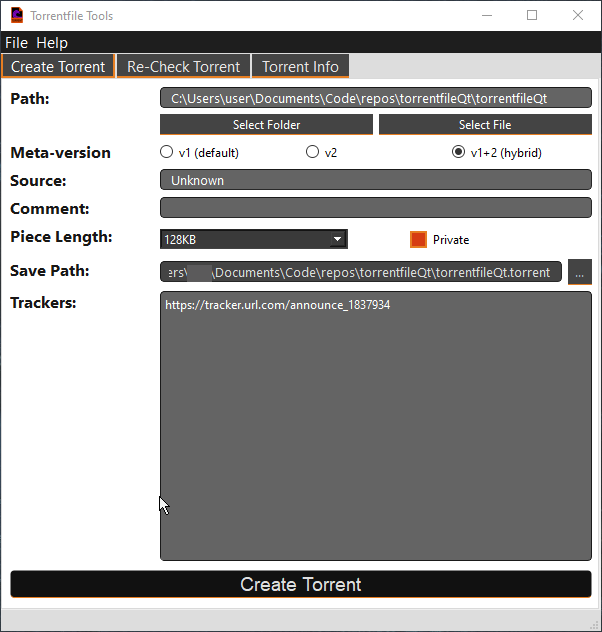 Torrentfile Tools
File Help
Create Torrent Re-Check Torrent Torrent Info
Path: C:\Users\user\Documents\Code\repos\torrentfileQt\torrentfileQt
Select Folder Select File
Meta-version v1 (default) v2 v1+2 (hybrid)
Source: Unknown
Comment:
Piece Length: 128KB Private
Save Path: ers\ \Documents\Code\repos\torrentfileQt\torrentfileQt.torrent ...
Trackers: https://tracker.url.com/announce_1837934
Create Torrent